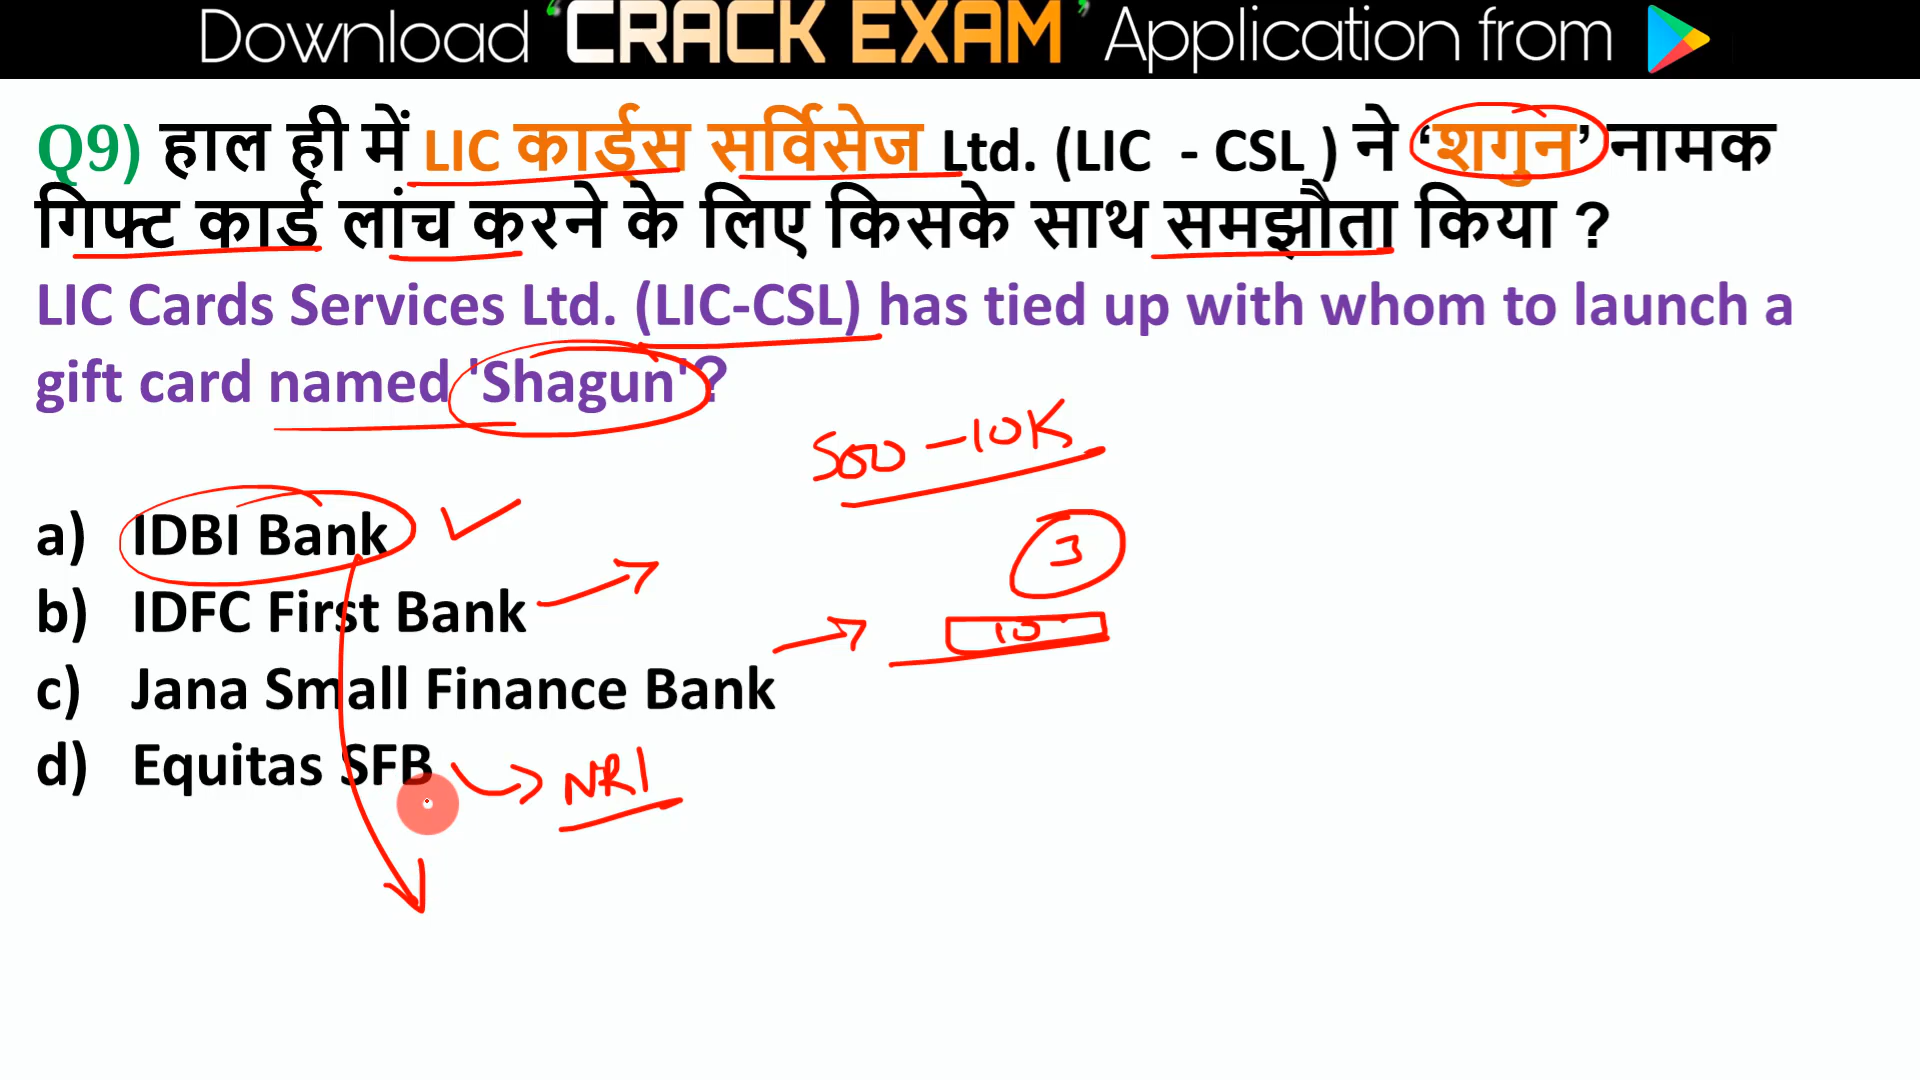 Download ‘CRACK EXAM’ Application from
Q9) हाल ही में LIC कार्ड्स सर्विसेज Ltd. (LIC - CSL ) ने ‘शगुन’ नामक
गिफ्ट कार्ड लांच करने के लिए किसके साथ समझौता किया ?
LIC Cards Services Ltd. (LIC-CSL) has tied up with whom to launch a
gift card named 'Shagun'?
500 - 10K
a) IDBI Bank
3
b) IDFC First Bank
10
c) Jana Small Finance Bank
d) Equitas SFB
NRI